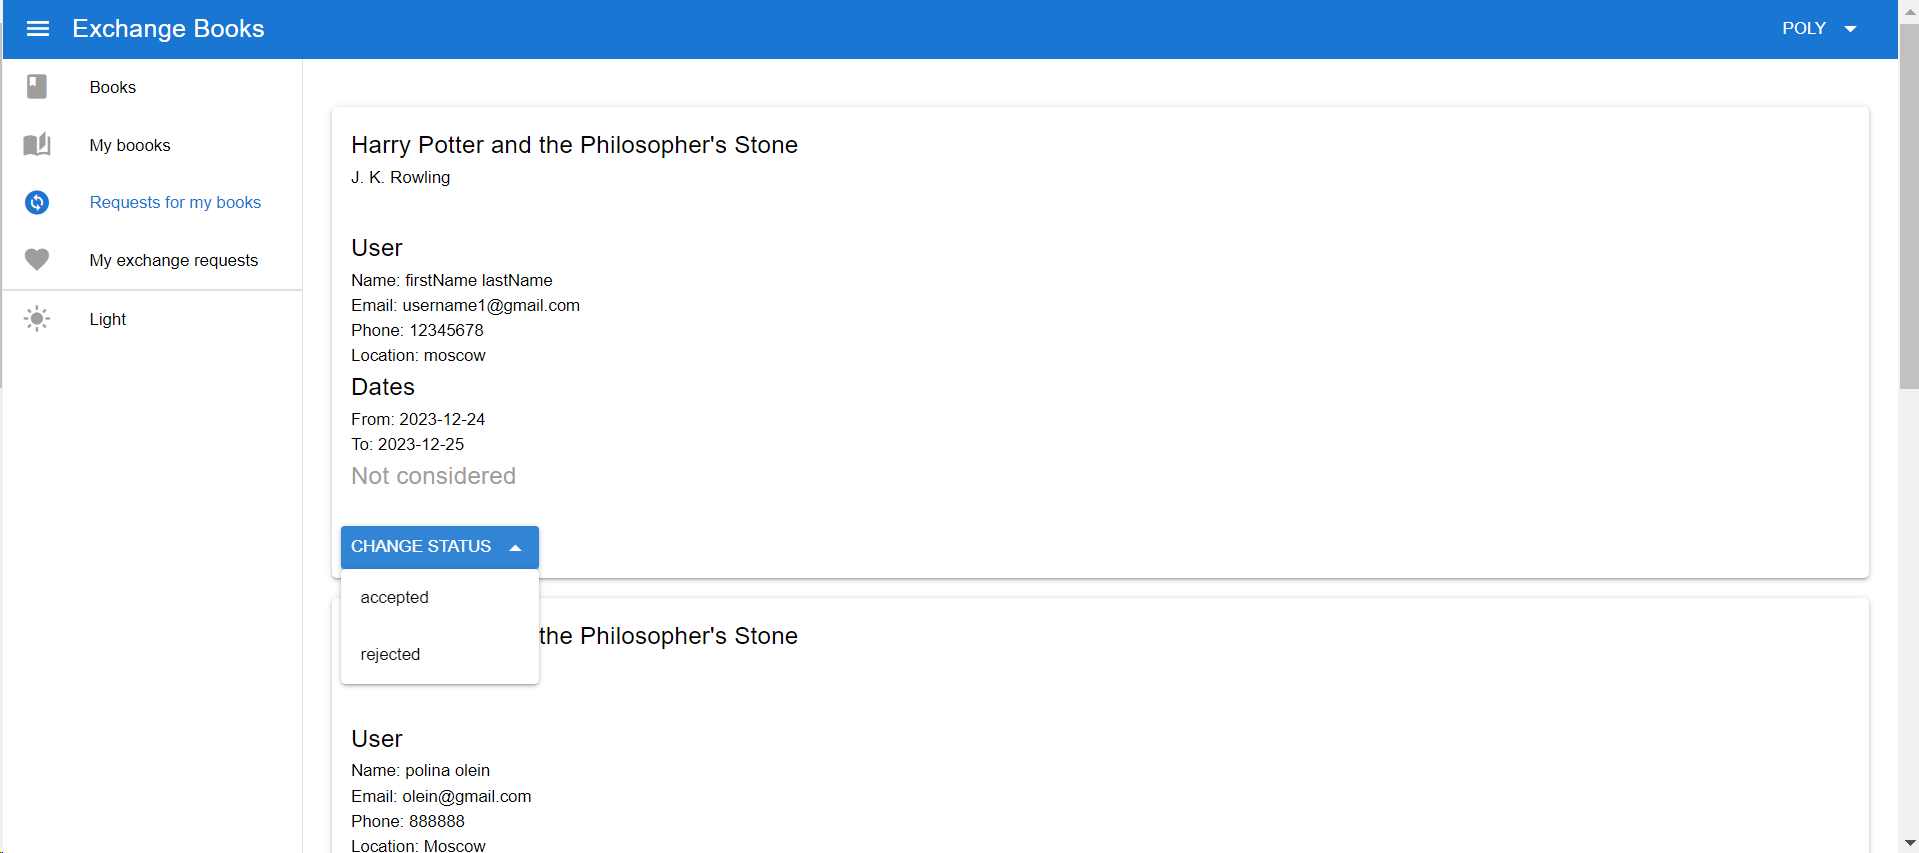 Exchange Books
POLY
Books
My boooks
Requests for my books
My exchange requests
Light
Harry Potter and the Philosopher's Stone
J. K. Rowling
User
Name: firstName lastName
Email: username1@gmail.com
Phone: 12345678
Location: moscow
Dates
From: 2023-12-24
To: 2023-12-25
Not considered
CHANGE STATUS
accepted
rejected
the Philosopher's Stone
User
Name: polina olein
Email: olein@gmail.com
Phone: 888888
Location: Moscow